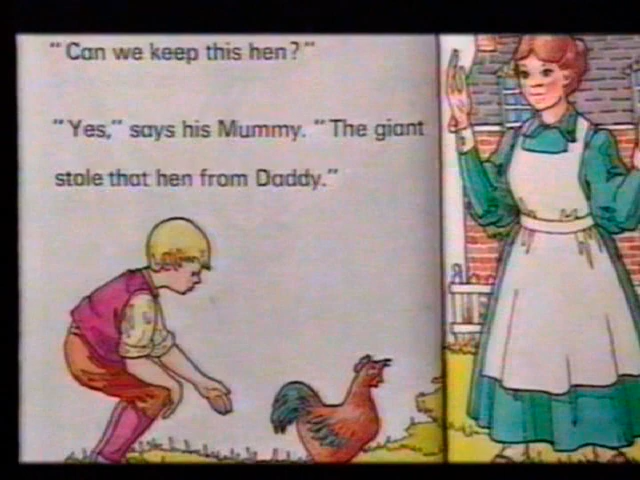 "Can we keep this hen?"
"Yes," says his Mummy. "The giant
stole that hen from Daddy."